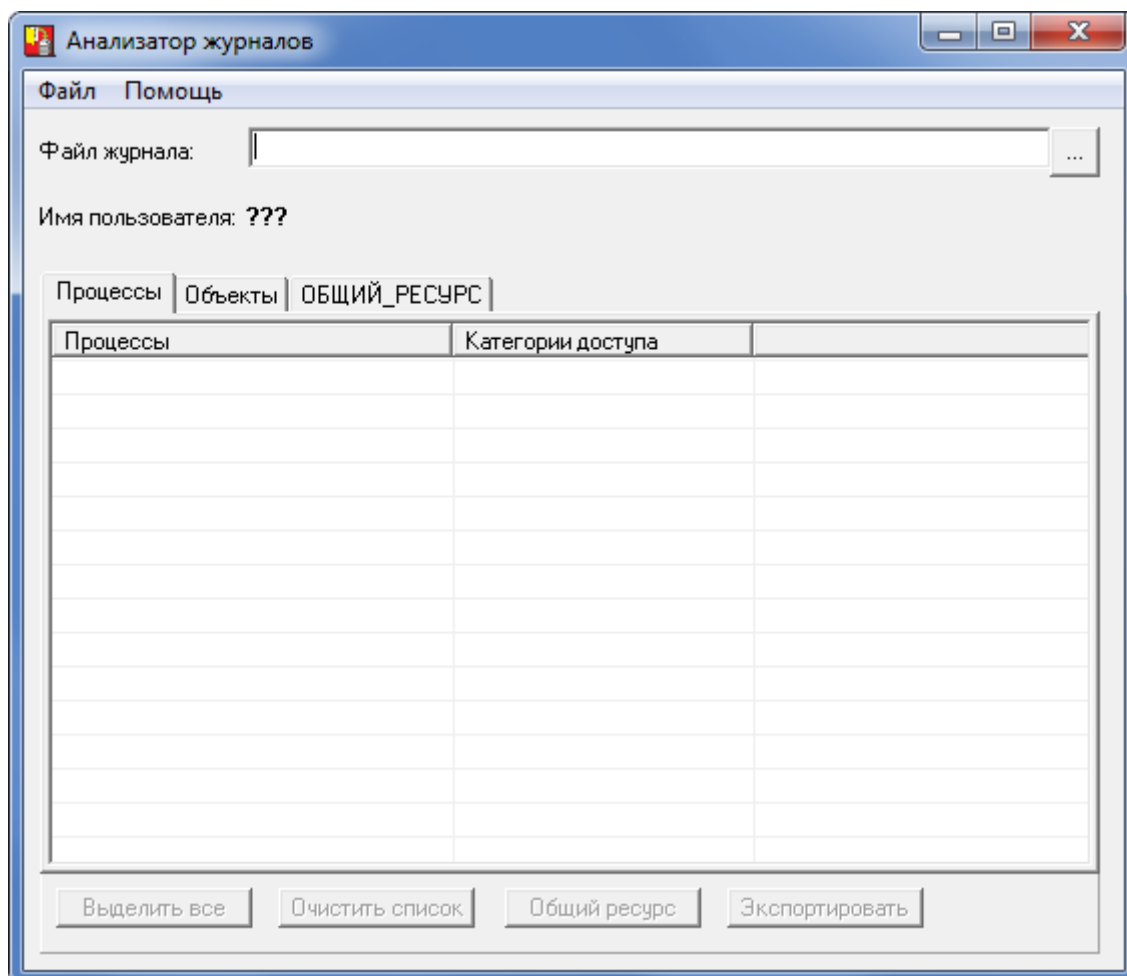 Анализатор журналов
Файл Помощь
Файл журнала: ...
Имя пользователя: ???
Процессы Объекты ОБЩИЙ_РЕСУРС
Процессы Категории доступа
Выделить все Очистить список Общий ресурс Экспортировать